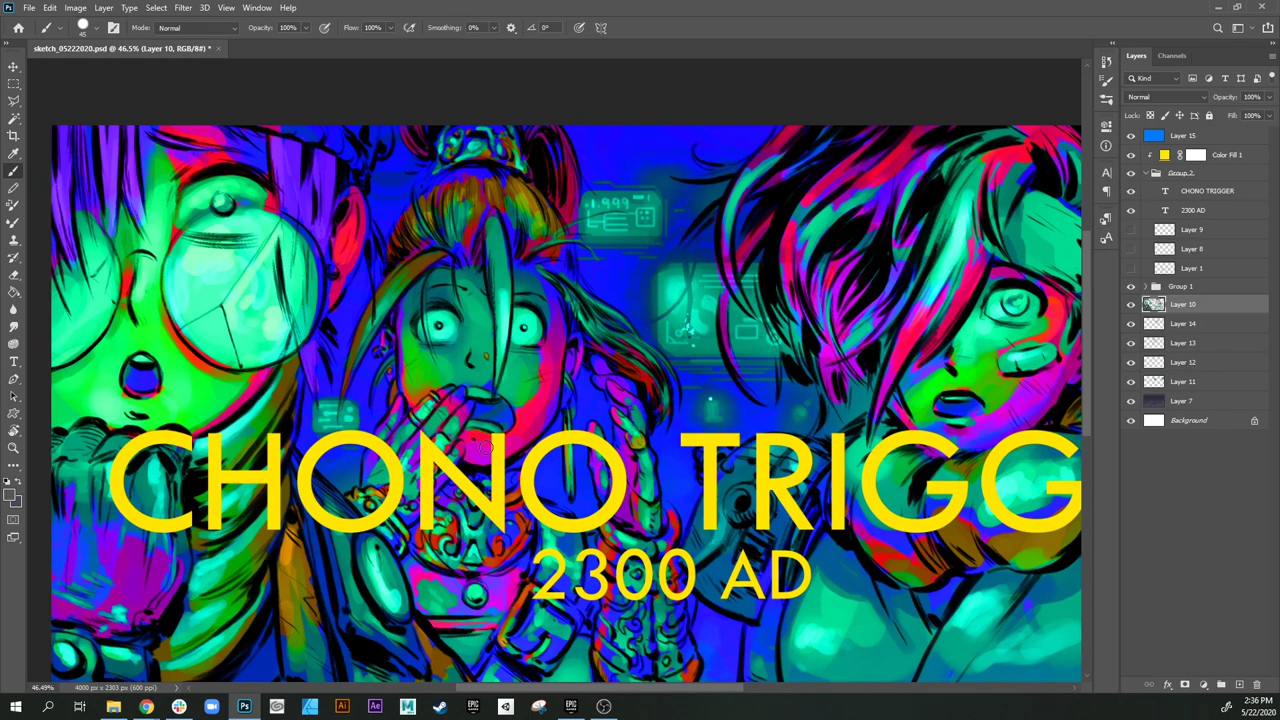 File Edit Image Layer Type Select Filter 3D View Window Help
Mode: Normal Opacity: 100% Flow: 100% Smoothing: 0% 0°
45
sketch_05222020.psd @ 46.5% (Layer 10, RGB/8#) *
Layers Channels
Kind
Normal Opacity: 100%
Lock: Fill: 100%
Layer 15
Color Fill 1
Group 2
CHONO TRIGGER
2300 AD
Layer 9
Layer 8
Layer 1
Group 1
Layer 10
Layer 14
Layer 13
Layer 12
Layer 11
Layer 7
Background
-1.999
CHONO TRIGG
2300 AD
46.49% 4000 px x 2303 px (600 ppi)
2:36 PM
5/22/2020